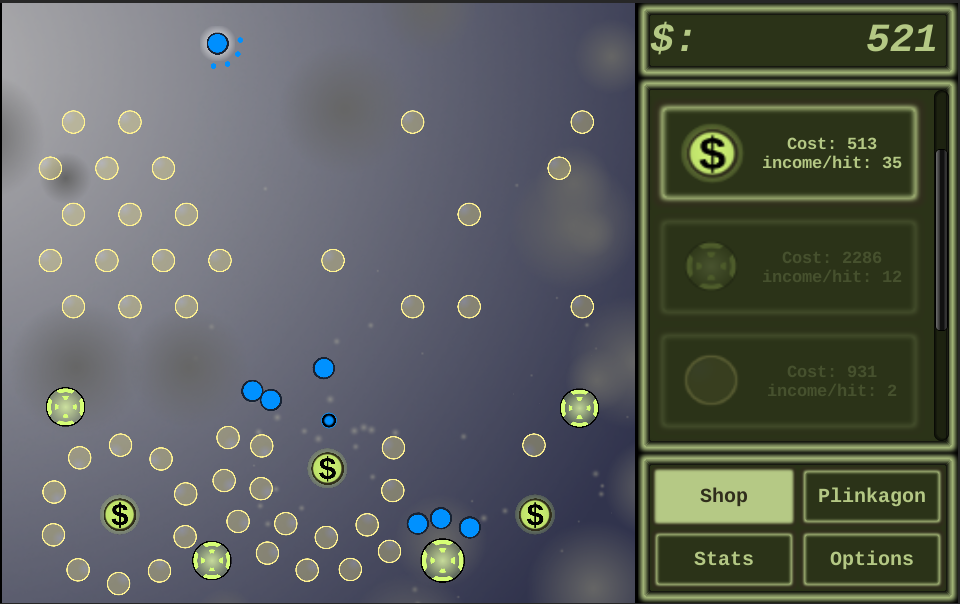 $: 521
$ Cost: 513
income/hit: 35
Cost: 2286
income/hit: 12
Cost: 931
income/hit: 2
$
$ $
Shop Plinkagon
Stats Options